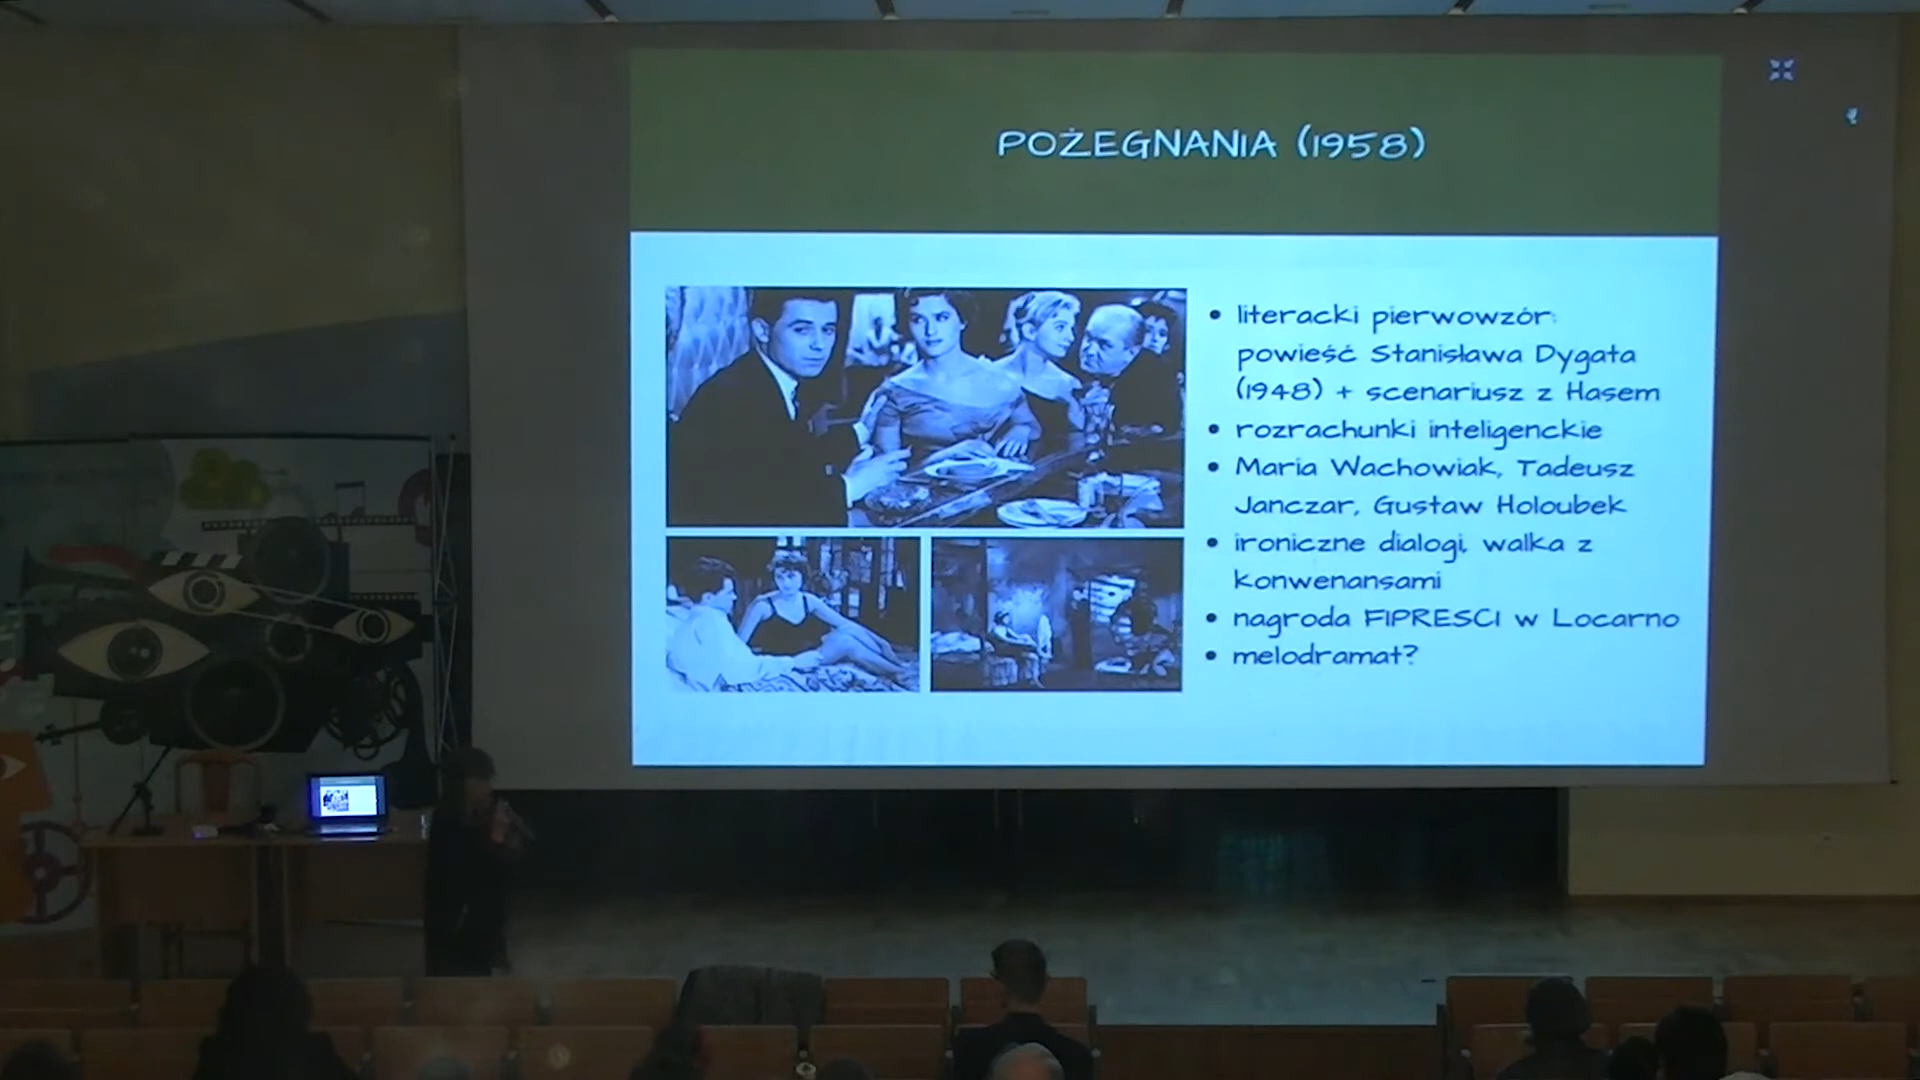 POŻEGNANIA (1958)
• literacki pierwowzór:
powieść Stanisława Dygata
(1948) + scenariusz z Hasem
• rozrachunki inteligenckie
• Maria Wachowiak, Tadeusz
Janczar, Gustaw Holoubek
• ironiczne dialogi, walka z
konwenansami
• nagroda FIPRESCI w Locarno
• melodramat?